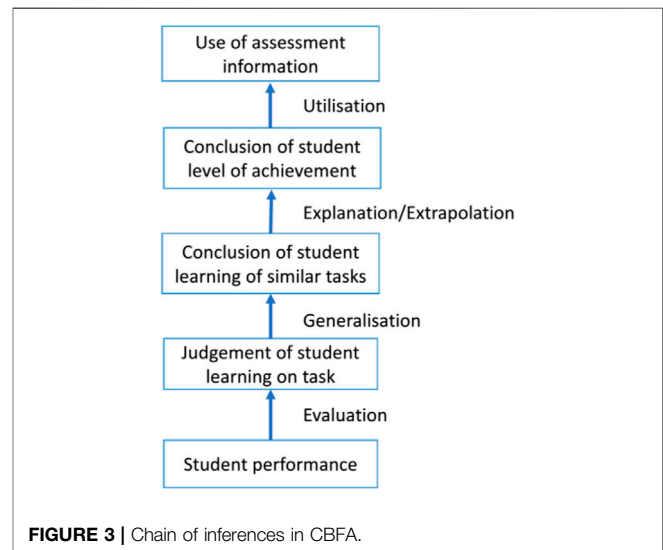 Use of assessment
information
Utilisation
Conclusion of student
level of achievement
Explanation/Extrapolation
Conclusion of student
learning of similar tasks
Generalisation
Judgement of student
learning on task
Evaluation
Student performance
FIGURE 3 | Chain of inferences in CBFA.